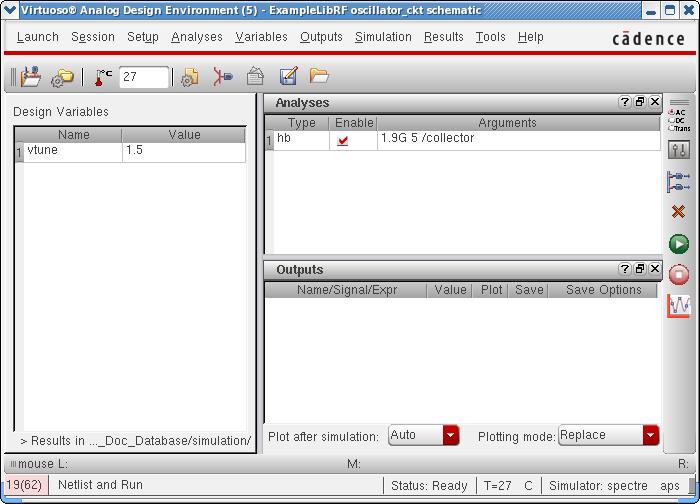 Virtuoso® Analog Design Environment (5) - ExampleLibRF oscillator_ckt schematic
Launch Session Setup Analyses Variables Outputs Simulation Results Tools Help
cādence
°C 27
Design Variables
Name Value
1 vtune 1.5
> Results in ..._Doc_Database/simulation/
Analyses
Type Enable Arguments
1 hb 1.9G 5 /collector
Outputs
Name/Signal/Expr Value Plot Save Save Options
Plot after simulation: Auto Plotting mode: Replace
AC
DC
Trans
mouse L: M: R:
19(62) Netlist and Run Status: Ready T=27 C Simulator: spectre aps